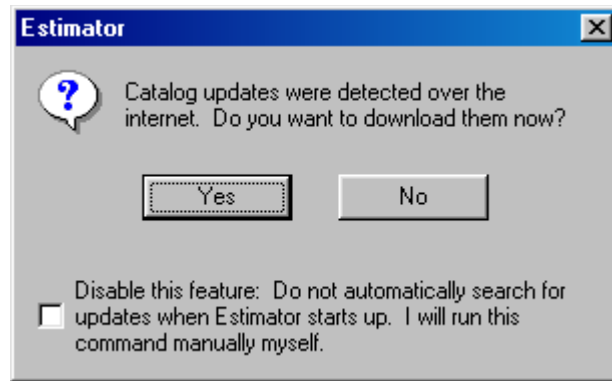 Estimator
Catalog updates were detected over the
internet.  Do you want to download them now?
Yes
No
Disable this feature:  Do not automatically search for
updates when Estimator starts up.  I will run this
command manually myself.